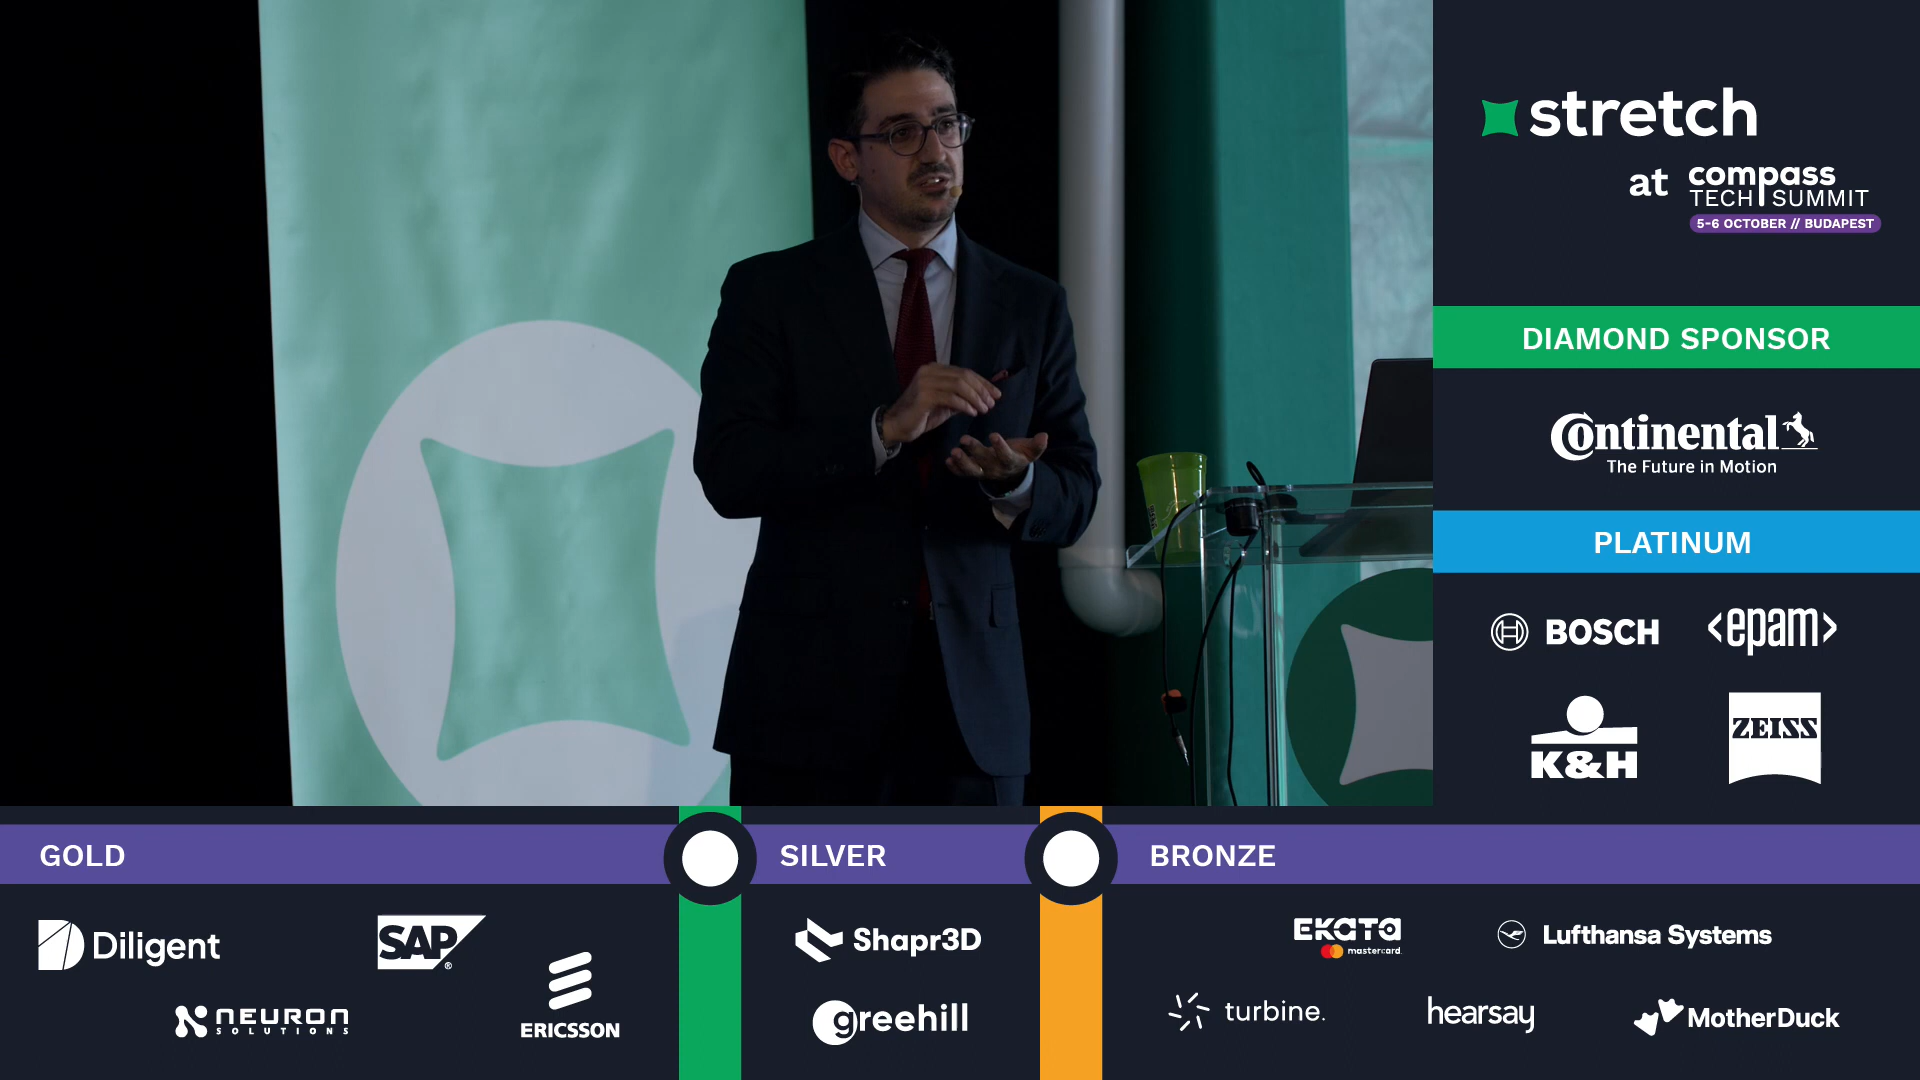 stretch
at compass
TECH SUMMIT
5-6 OCTOBER // BUDAPEST
DIAMOND SPONSOR
Continental
The Future in Motion
PLATINUM
BOSCH
<epam>
K&H
ZEISS
GOLD
SILVER
BRONZE
Diligent
SAP®
NEURON
SOLUTIONS
ERICSSON
Shapr3D
greehill
EKATA
mastercard.
Lufthansa Systems
turbine.
hearsay
MotherDuck